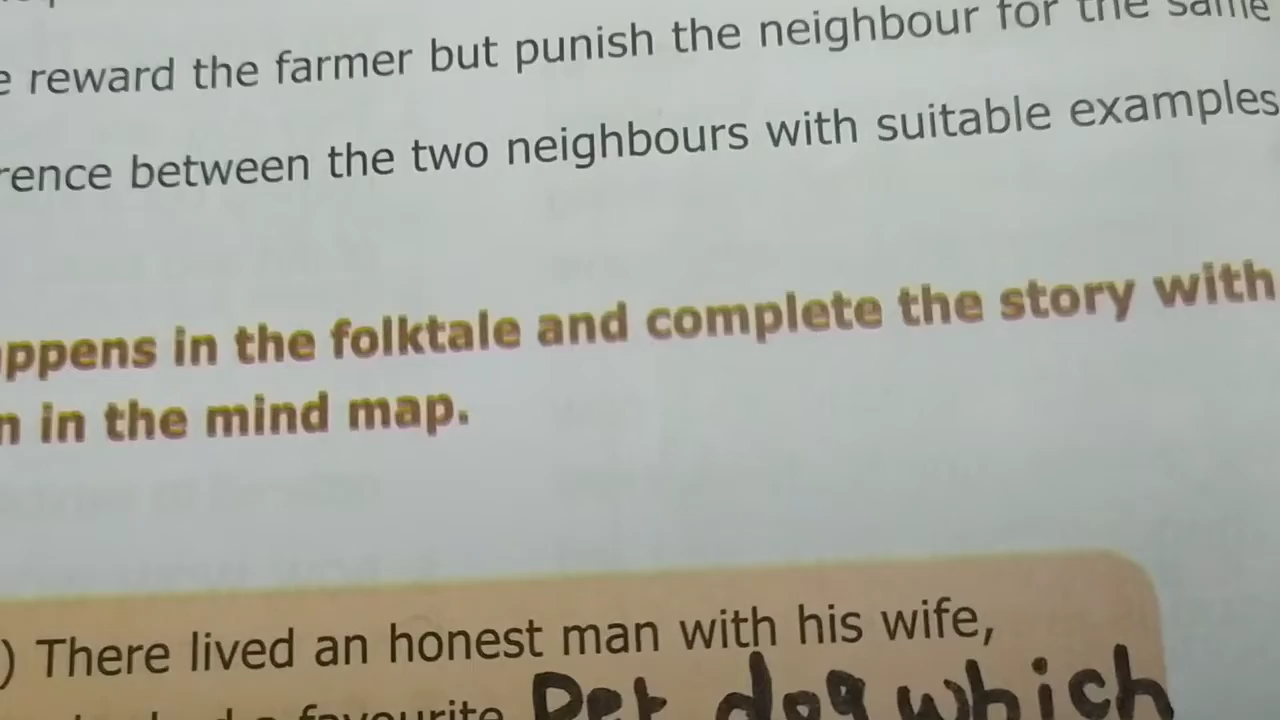 reward the farmer but punish the neighbour for the same
between the two neighbours with suitable examples
in the folktale and complete the story with
in the mind map.
) There lived an honest man with his wife,
favourite Pet dog which